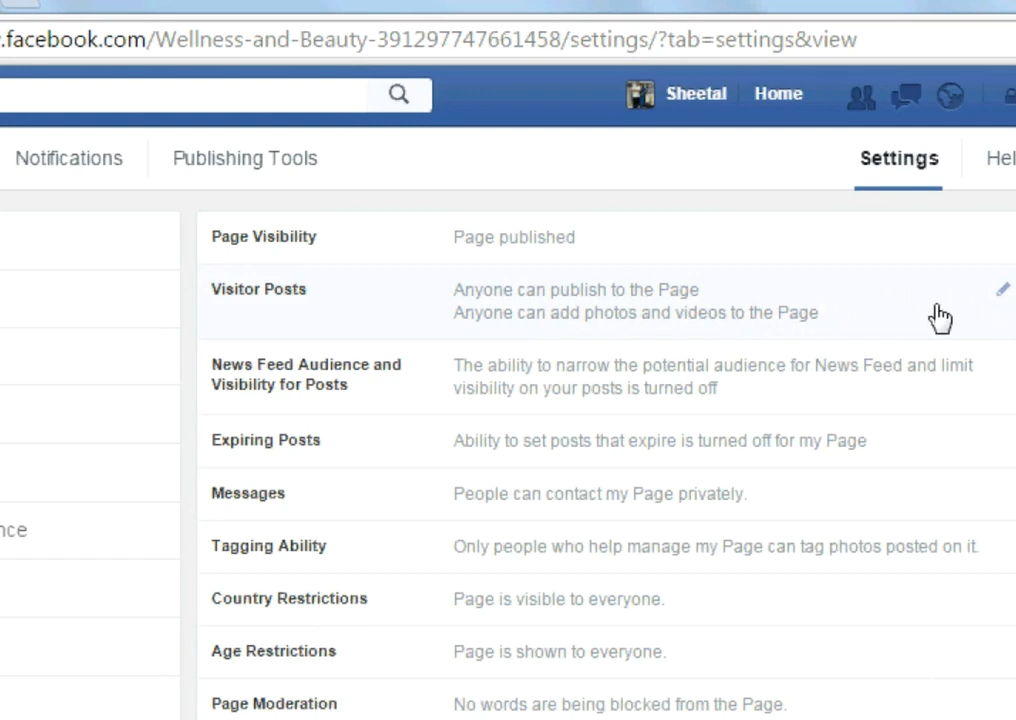 .facebook.com/Wellness-and-Beauty-391297747661458/settings/?tab=settings&view
Sheetal Home
Notifications Publishing Tools Settings Hel
Page Visibility Page published
Visitor Posts Anyone can publish to the Page
Anyone can add photos and videos to the Page
News Feed Audience and The ability to narrow the potential audience for News Feed and limit
Visibility for Posts visibility on your posts is turned off
Expiring Posts Ability to set posts that expire is turned off for my Page
Messages People can contact my Page privately.
nce
Tagging Ability Only people who help manage my Page can tag photos posted on it.
Country Restrictions Page is visible to everyone.
Age Restrictions Page is shown to everyone.
Page Moderation No words are being blocked from the Page.